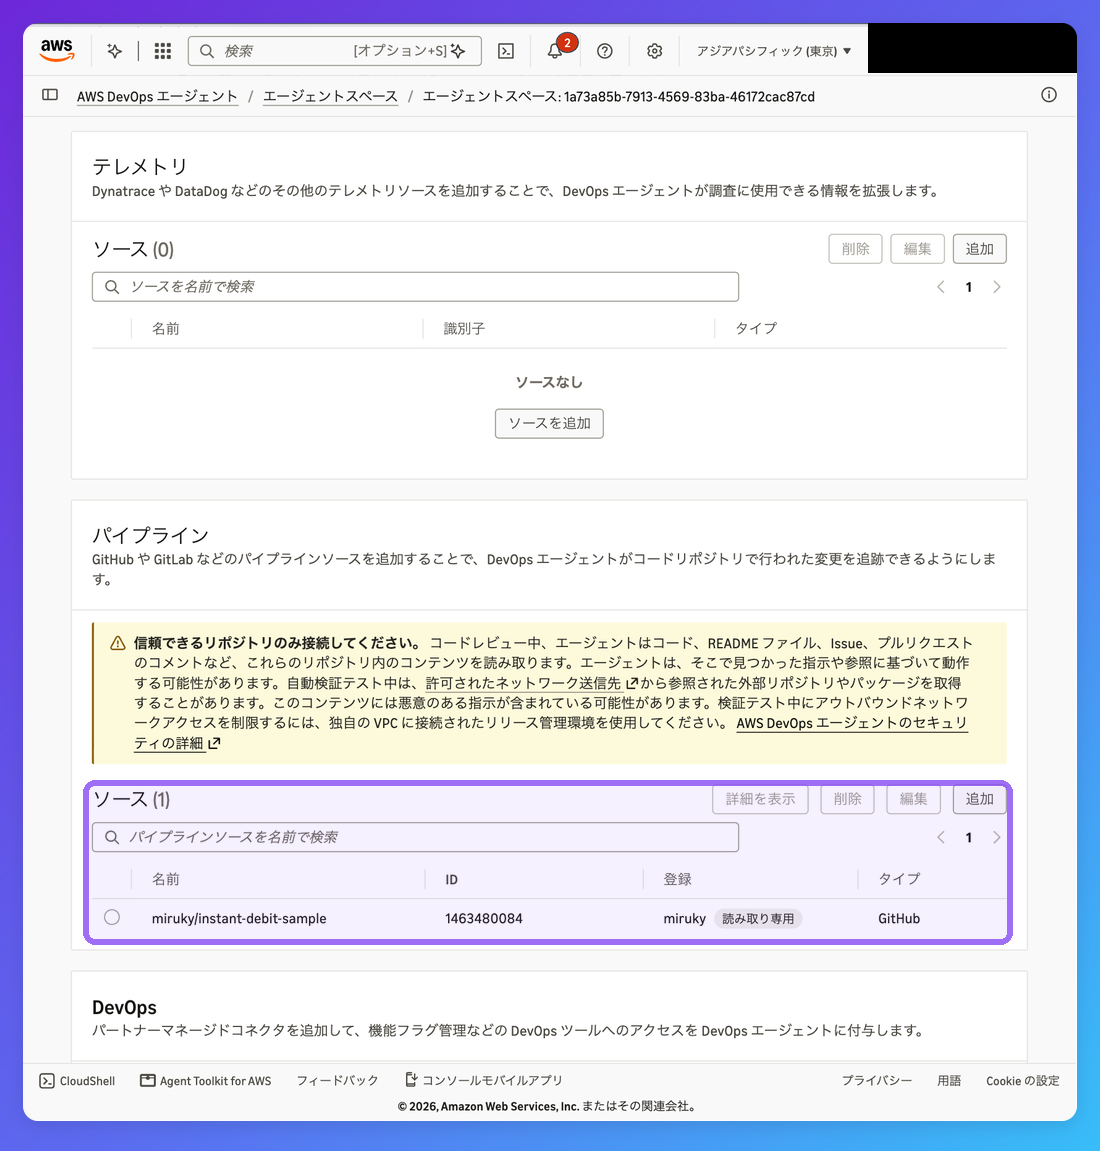 aws
検索 [オプション+S]
2
アジアパシフィック (東京) ▼
AWS DevOps エージェント / エージェントスペース / エージェントスペース: 1a73a85b-7913-4569-83ba-46172cac87cd
テレメトリ
Dynatrace や DataDog などのその他のテレメトリソースを追加することで、DevOps エージェントが調査に使用できる情報を拡張します。
ソース (0)
削除 編集 追加
ソースを名前で検索
1
名前 識別子 タイプ
ソースなし
ソースを追加
パイプライン
GitHub や GitLab などのパイプラインソースを追加することで、DevOps エージェントがコードリポジトリで行われた変更を追跡できるようにしま
す。
信頼できるリポジトリのみ接続してください。 コードレビュー中、エージェントはコード、README ファイル、Issue、プルリクエスト
のコメントなど、これらのリポジトリ内のコンテンツを読み取ります。エージェントは、そこで見つかった指示や参照に基づいて動作
する可能性があります。自動検証テスト中は、許可されたネットワーク送信先 から参照された外部リポジトリやパッケージを取得
することがあります。このコンテンツには悪意のある指示が含まれている可能性があります。検証テスト中にアウトバウンドネットワ
ークアクセスを制限するには、独自の VPC に接続されたリリース管理環境を使用してください。 AWS DevOps エージェントのセキュリ
ティの詳細
ソース (1)
詳細を表示 削除 編集 追加
パイプラインソースを名前で検索
1
名前 ID 登録 タイプ
miruky/instant-debit-sample 1463480084 miruky 読み取り専用 GitHub
DevOps
パートナーマネージドコネクタを追加して、機能フラグ管理などの DevOps ツールへのアクセスを DevOps エージェントに付与します。
CloudShell Agent Toolkit for AWS フィードバック コンソールモバイルアプリ プライバシー 用語 Cookie の設定
© 2026, Amazon Web Services, Inc. またはその関連会社。